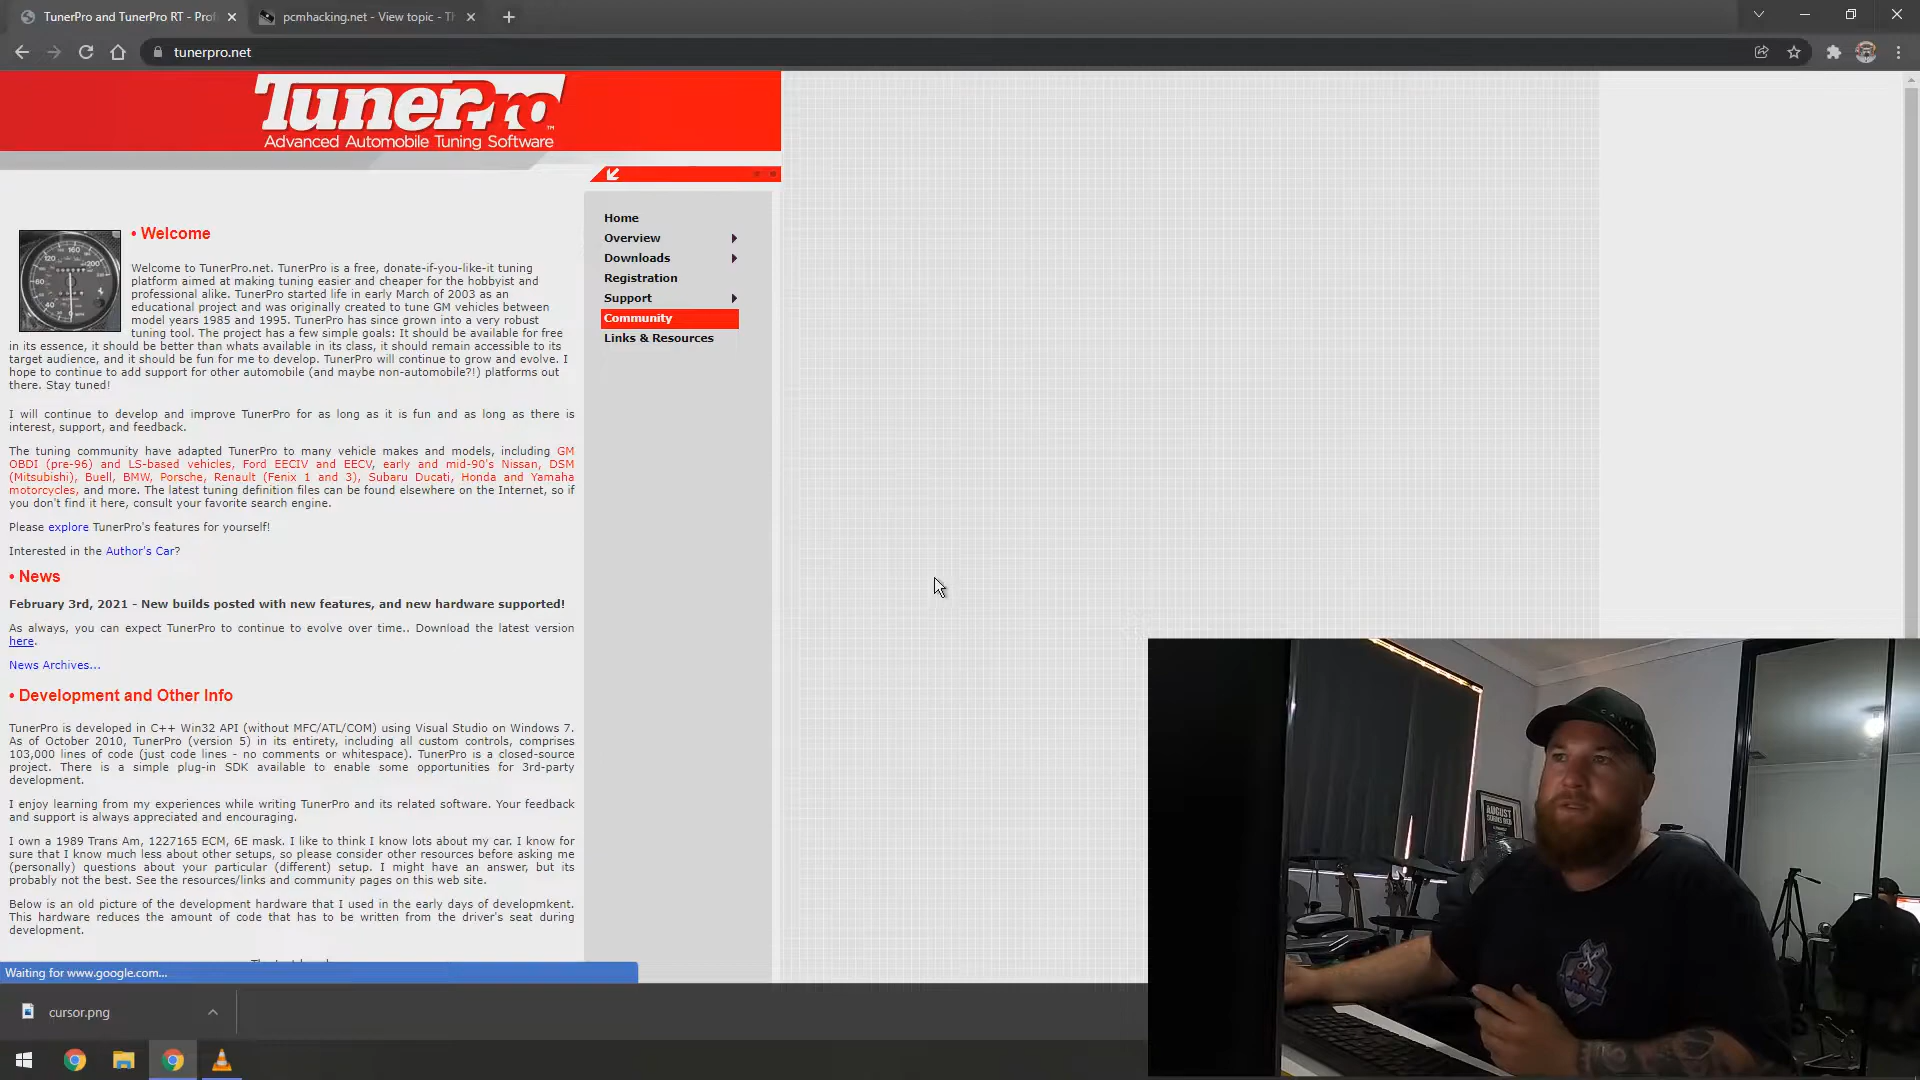 TunerPro and TunerPro RT - Prof
pcmhacking.net - View topic - Th
tunerpro.net
TunerPro
™
Advanced Automobile Tuning Software
Home
Overview
Downloads
Registration
Support
Community
Links & Resources
• Welcome
Welcome to TunerPro.net. TunerPro is a free, donate-if-you-like-it tuning
platform aimed at making tuning easier and cheaper for the hobbyist and
professional alike. TunerPro started life in early March of 2003 as an
educational project and was originally created to tune GM vehicles between
model years 1985 and 1995. TunerPro has since grown into a very robust
tuning tool. The project has a few simple goals: It should be available for free
in its essence, it should be better than whats available in its class, it should remain accessible to its
target audience, and it should be fun for me to develop. TunerPro will continue to grow and evolve. I
hope to continue to add support for other automobile (and maybe non-automobile?!) platforms out
there. Stay tuned!
I will continue to develop and improve TunerPro for as long as it is fun and as long as there is
interest, support, and feedback.
The tuning community have adapted TunerPro to many vehicle makes and models, including GM
OBDI (pre-96) and LS-based vehicles, Ford EECIV and EECV, early and mid-90's Nissan, DSM
(Mitsubishi), Buell, BMW, Porsche, Renault (Fenix 1 and 3), Subaru Ducati, Honda and Yamaha
motorcycles, and more. The latest tuning definition files can be found elsewhere on the Internet, so if
you don't find it here, consult your favorite search engine.
Please explore TunerPro's features for yourself!
Interested in the Author's Car?
• News
February 3rd, 2021 - New builds posted with new features, and new hardware supported!
As always, you can expect TunerPro to continue to evolve over time.. Download the latest version
here.
News Archives...
• Development and Other Info
TunerPro is developed in C++ Win32 API (without MFC/ATL/COM) using Visual Studio on Windows 7.
As of October 2010, TunerPro (version 5) in its entirety, including all custom controls, comprises
103,000 lines of code (just code lines - no comments or whitespace). TunerPro is a closed-source
project. There is a simple plug-in SDK available to enable some opportunities for 3rd-party
development.
I enjoy learning from my experiences while writing TunerPro and its related software. Your feedback
and support is always appreciated and encouraging.
I own a 1989 Trans Am, 1227165 ECM, 6E mask. I like to think I know lots about my car. I know for
sure that I know much less about other setups, so please consider other resources before asking me
(personally) questions about your particular (different) setup. I might have an answer, but its
probably not the best. See the resources/links and community pages on this web site.
Below is an old picture of the development hardware that I used in the early days of developmkent.
This hardware reduces the amount of code that has to be written from the driver's seat during
development.
Waiting for www.google.com...
cursor.png
AUGUST
BURNS RED